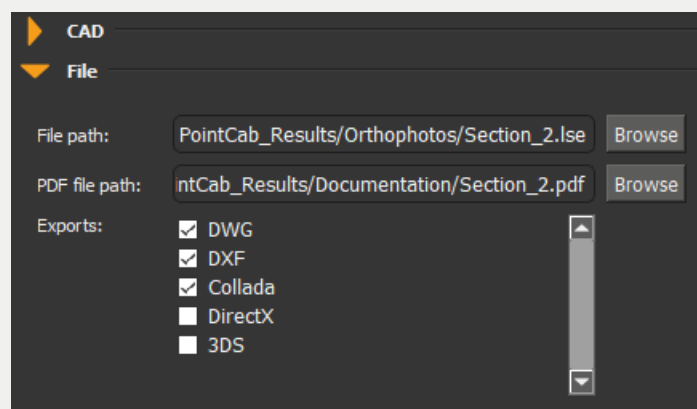 CAD
File
File path: PointCab_Results/Orthophotos/Section_2.lse Browse
PDF file path: ntCab_Results/Documentation/Section_2.pdf Browse
Exports: DWG
DXF
Collada
DirectX
3DS